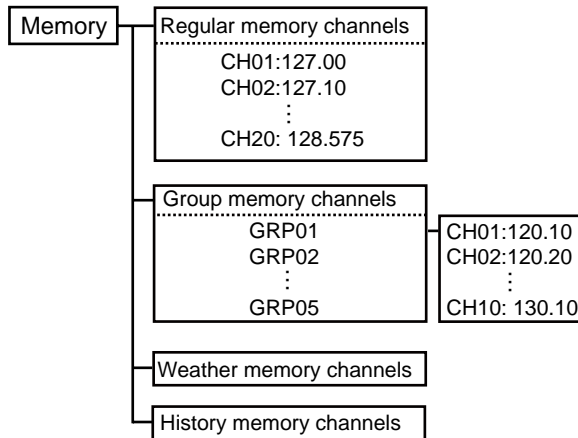 Memory
Regular memory channels
CH01:127.00
CH02:127.10
⋮
CH20: 128.575
Group memory channels
GRP01
GRP02
⋮
GRP05
CH01:120.10
CH02:120.20
⋮
CH10: 130.10
Weather memory channels
History memory channels